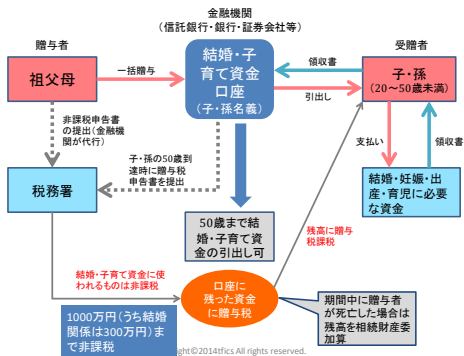 金融機関
(信託銀行・銀行・証券会社等)
贈与者
受贈者
祖父母
一括贈与
結婚・子
育て資金
口座
(子・孫名義)
領収書
引出し
子・孫
(20～50歳未満)
非課税申告書
の提出(金融機
関が代行)
子・孫の50歳到
達時に贈与税
申告書を提出
支払い
領収書
税務署
結婚・妊娠・出
産・育児に必要
な資金
50歳まで結
婚・子育て資
金の引出し可
残高に贈与
税課税
結婚・子育て資金に使
われるものは非課税
口座に
残った資金
に贈与税
1000万円(うち結婚
関係は300万円)ま
で非課税
期間中に贈与者
が死亡した場合は
残高を相続財産委
加算
ght©2014tfics All rights reserved.